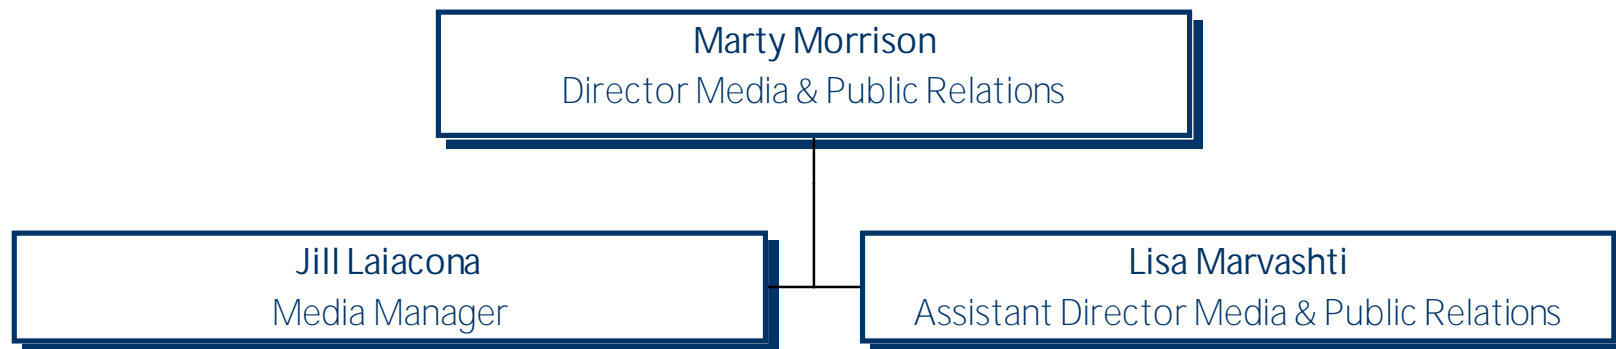 Marty Morrison
Director Media & Public Relations
Jill Laiacona
Media Manager
Lisa Marvashti
Assistant Director Media & Public Relations